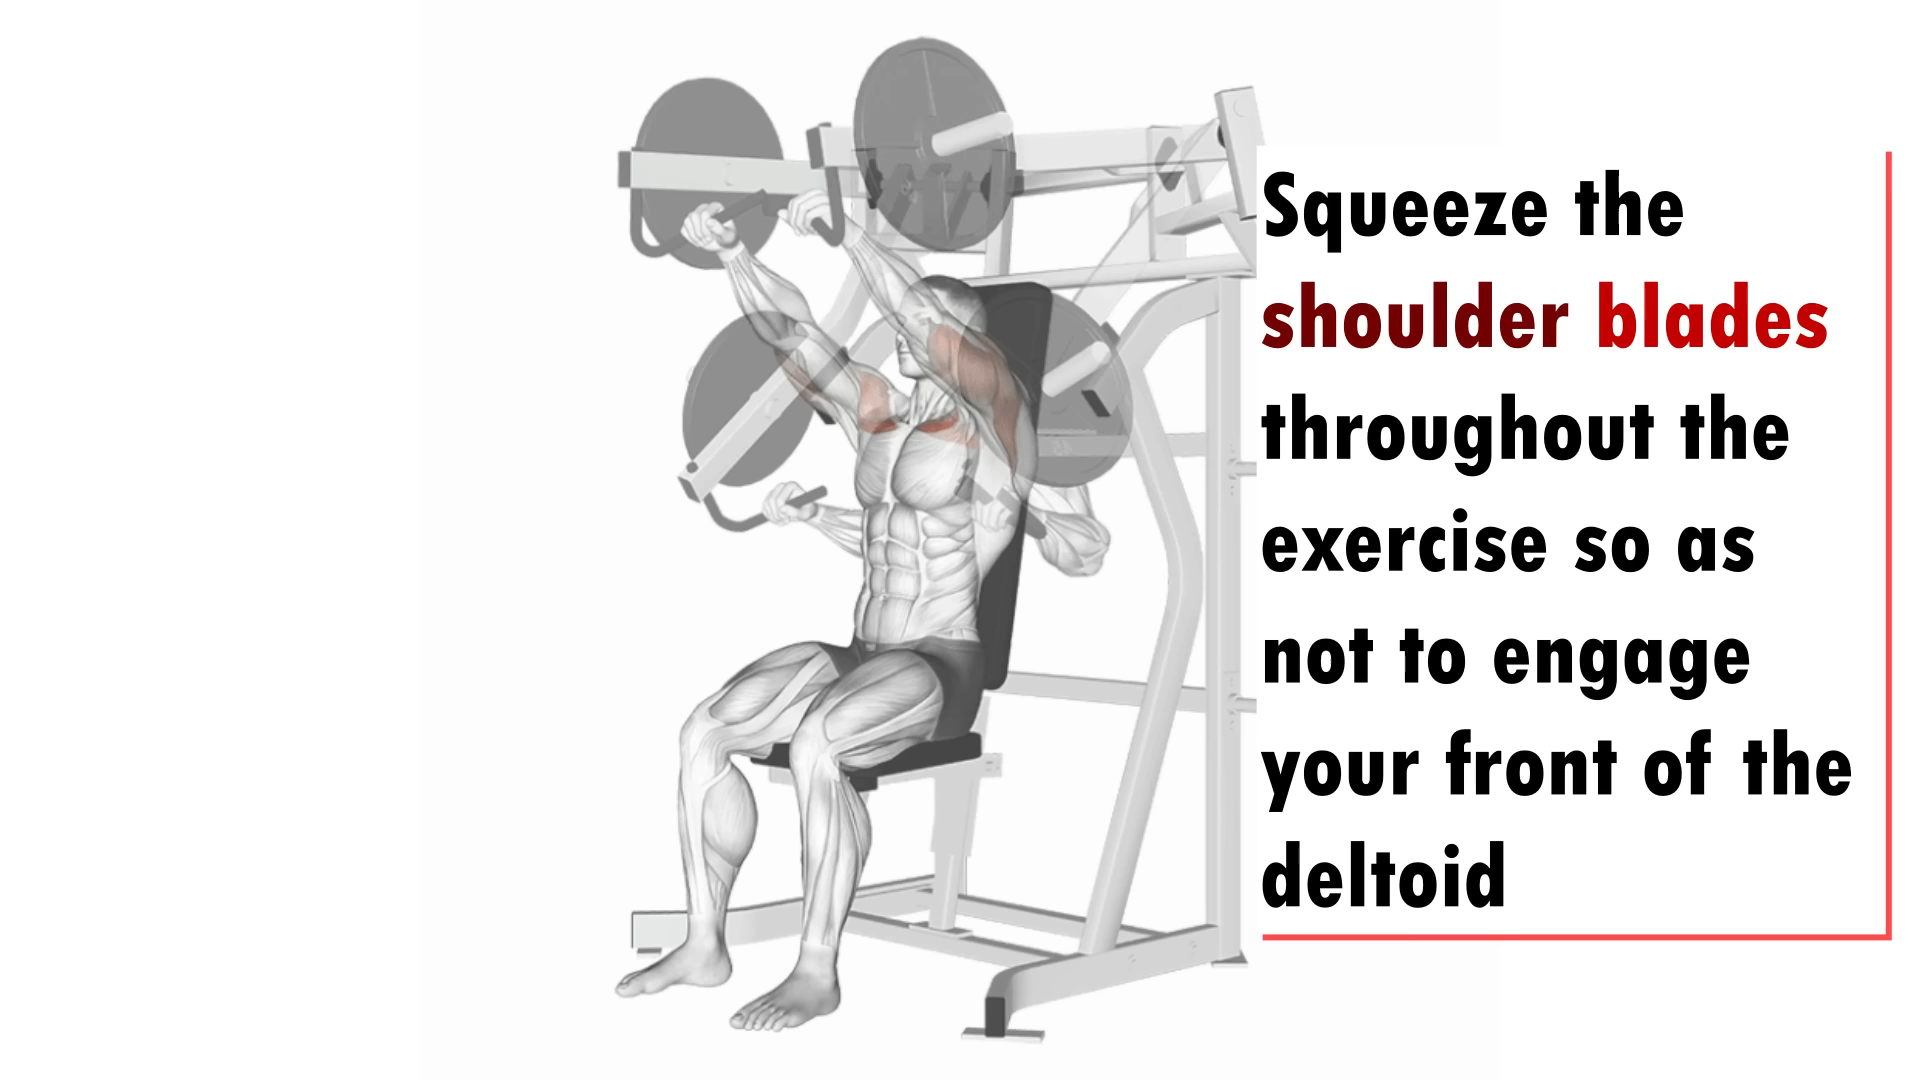 Squeeze the
shoulder blades
throughout the
exercise so as
not to engage
your front of the
deltoid